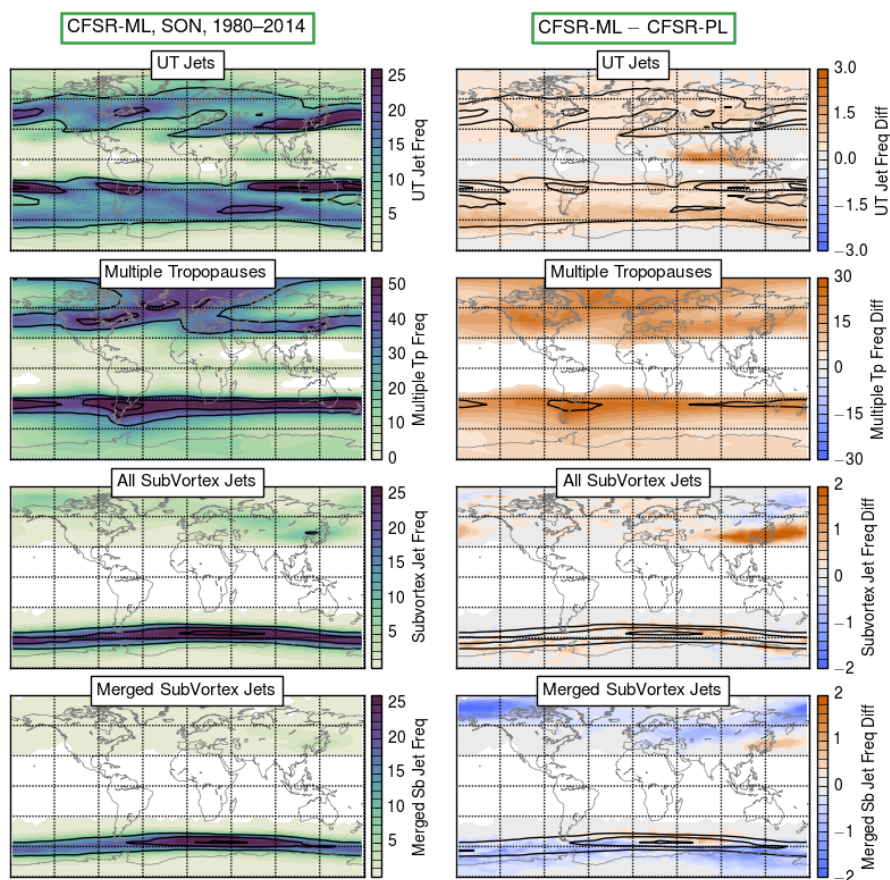 CFSR-ML, SON, 1980–2014
CFSR-ML − CFSR-PL
UT Jets
25
20
15
10
5
UT Jet Freq
UT Jets
3.0
1.5
0.0
−1.5
−3.0
UT Jet Freq Diff
Multiple Tropopauses
50
40
30
20
10
0
Multiple Tp Freq
Multiple Tropopauses
30
15
0
−15
−30
Multiple Tp Freq Diff
All SubVortex Jets
25
20
15
10
5
Subvortex Jet Freq
All SubVortex Jets
2
1
0
−1
−2
Subvortex Jet Freq Diff
Merged SubVortex Jets
25
20
15
10
5
Merged Sb Jet Freq
Merged SubVortex Jets
2
1
0
−1
−2
Merged Sb Jet Freq Diff